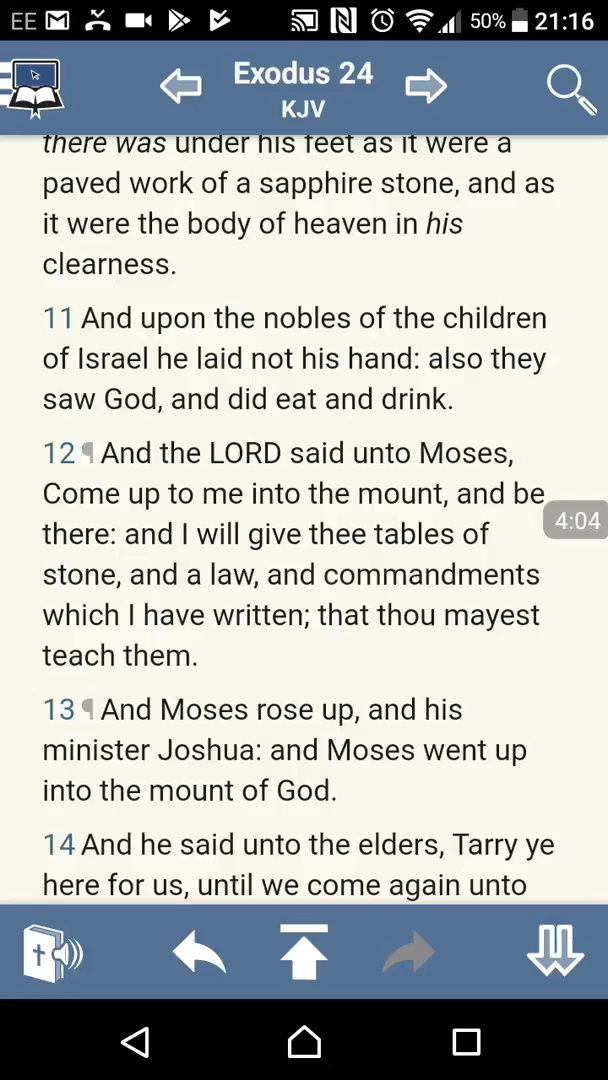 EE 50% 21:16
Exodus 24
KJV
there was under his feet as it were a
paved work of a sapphire stone, and as
it were the body of heaven in his
clearness.
11 And upon the nobles of the children
of Israel he laid not his hand: also they
saw God, and did eat and drink.
12 ¶ And the LORD said unto Moses,
Come up to me into the mount, and be
there: and I will give thee tables of
4:04
stone, and a law, and commandments
which I have written; that thou mayest
teach them.
13 ¶ And Moses rose up, and his
minister Joshua: and Moses went up
into the mount of God.
14 And he said unto the elders, Tarry ye
here for us, until we come again unto